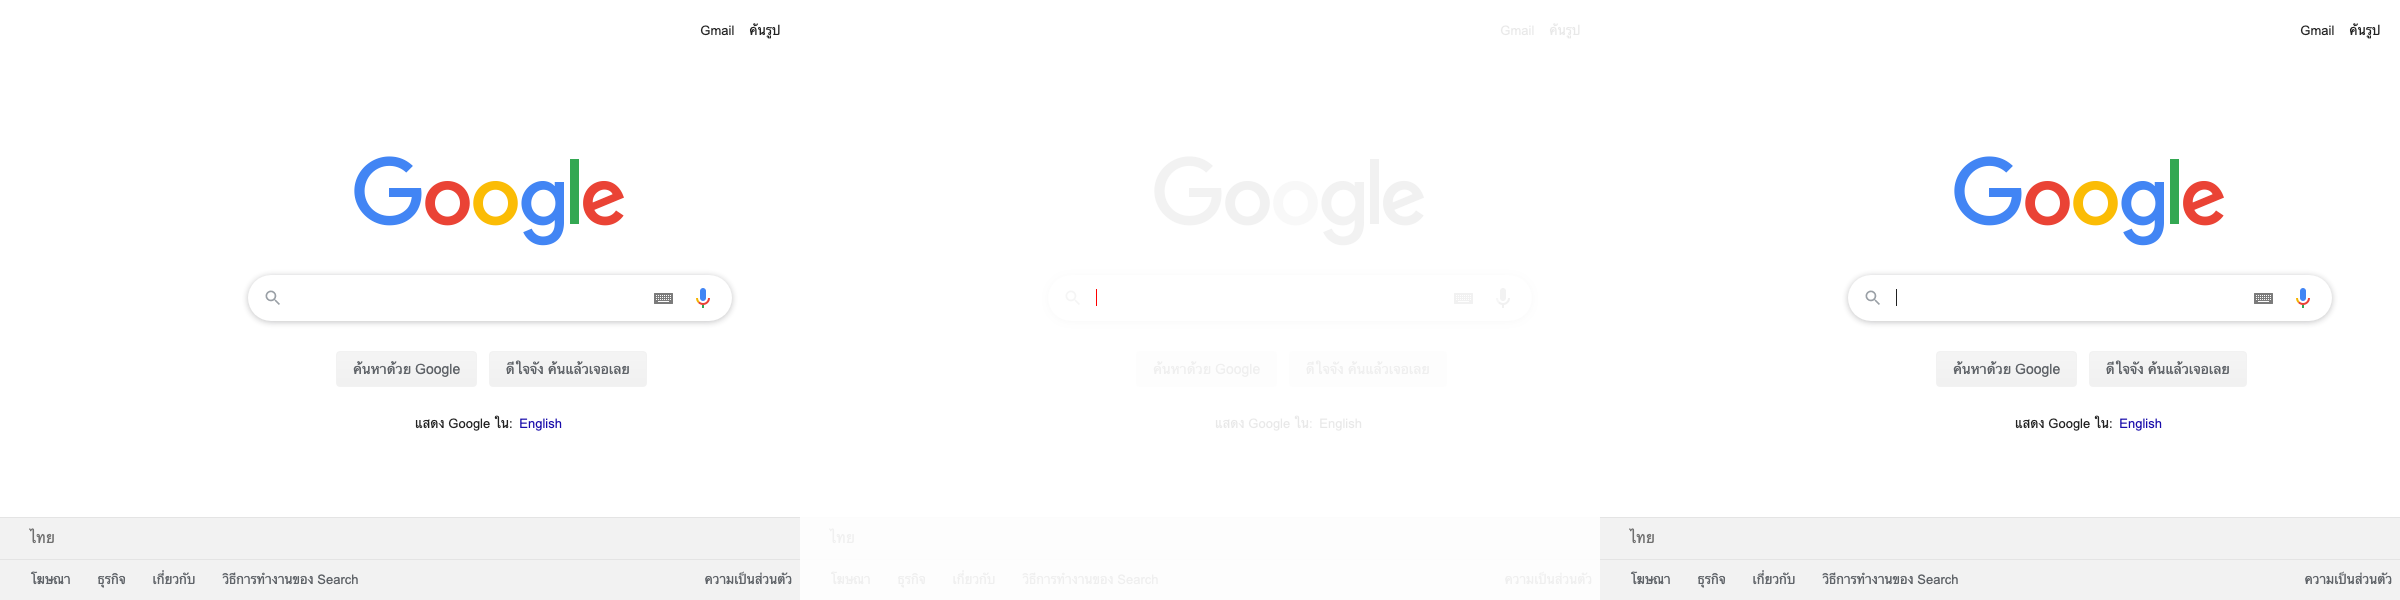 Gmail ค้นรูป
Google
ค้นหาด้วย Google ดีใจจัง ค้นแล้วเจอเลย
แสดง Google ใน: English
ไทย
โฆษณา ธุรกิจ เกี่ยวกับ วิธีการทำงานของ Search ความเป็นส่วนตัว
Gmail ค้นรูป
Google
ค้นหาด้วย Google ดีใจจัง ค้นแล้วเจอเลย
แสดง Google ใน: English
ไทย
โฆษณา ธุรกิจ เกี่ยวกับ วิธีการทำงานของ Search ความเป็นส่วนตัว
Gmail ค้นรูป
Google
ค้นหาด้วย Google ดีใจจัง ค้นแล้วเจอเลย
แสดง Google ใน: English
ไทย
โฆษณา ธุรกิจ เกี่ยวกับ วิธีการทำงานของ Search ความเป็นส่วนตัว